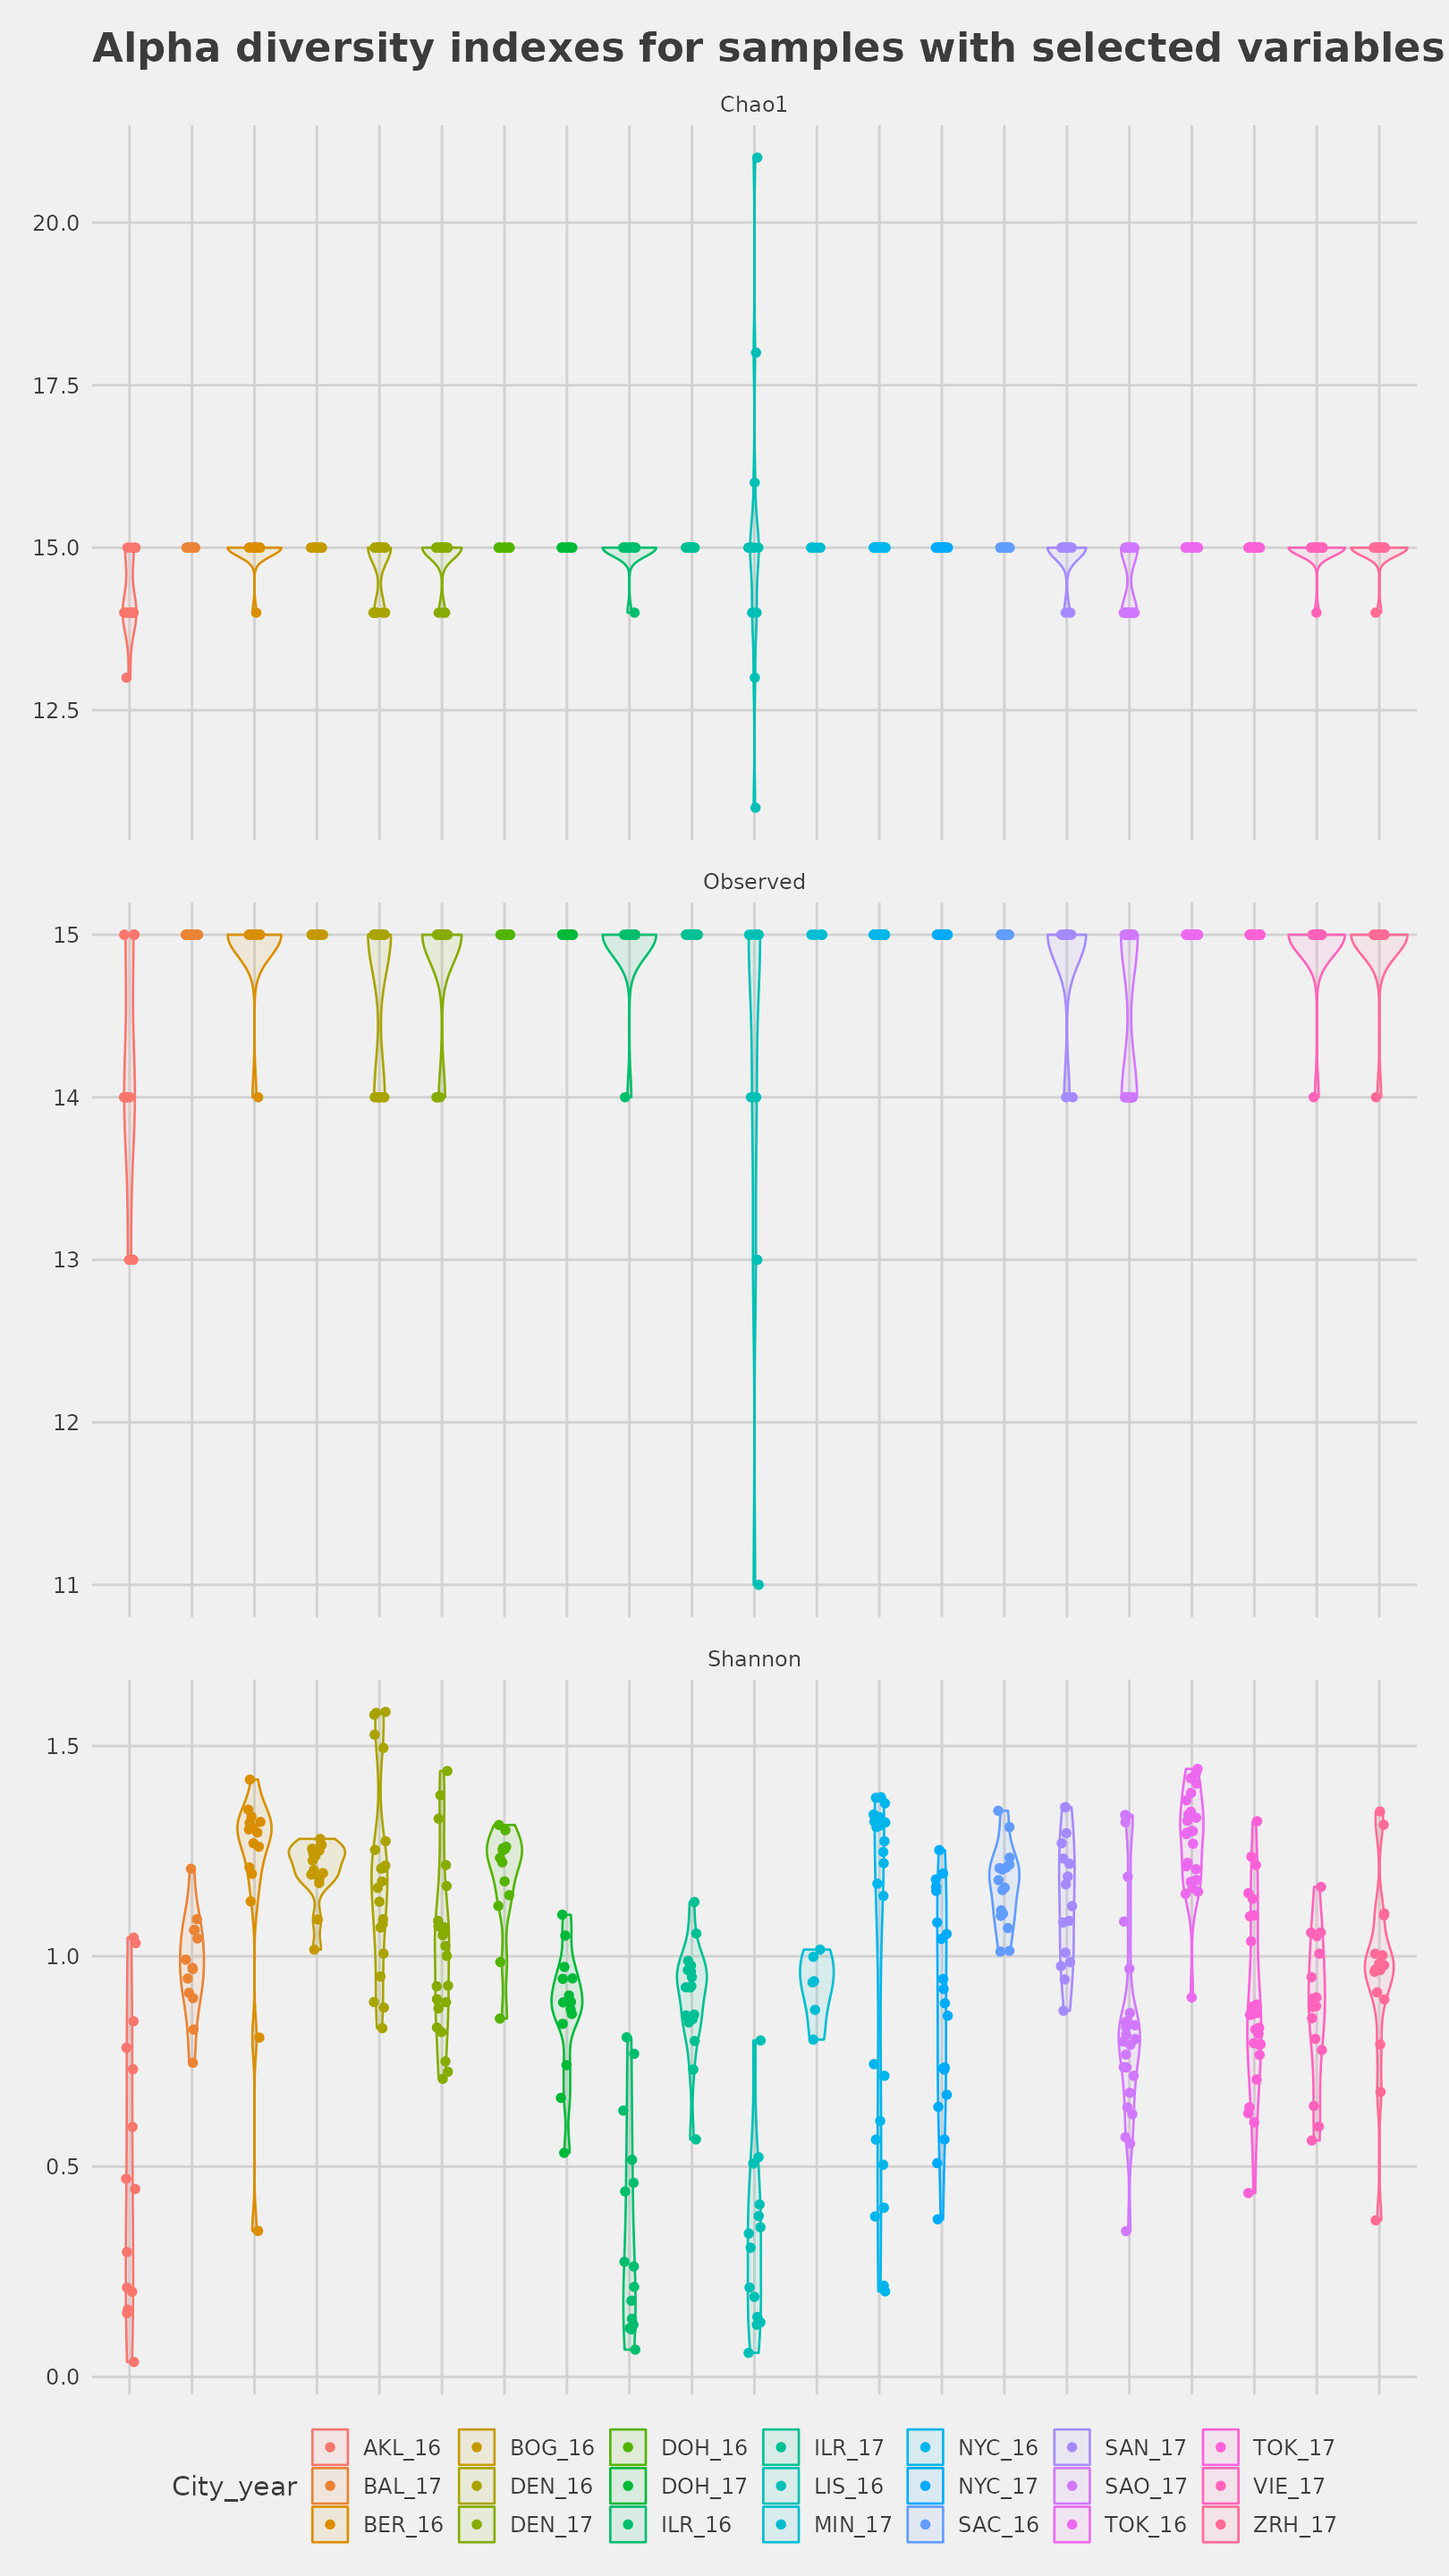 Alpha diversity indexes for samples with selected variables
Chao1
20.0
17.5
15.0
12.5
Observed
15
14
13
12
11
Shannon
1.5
1.0
0.5
0.0
AKL_16 BOG_16 DOH_16 ILR_17 NYC_16 SAN_17 TOK_17
City_year BAL_17 DEN_16 DOH_17 LIS_16 NYC_17 SAO_17 VIE_17
BER_16 DEN_17 ILR_16 MIN_17 SAC_16 TOK_16 ZRH_17